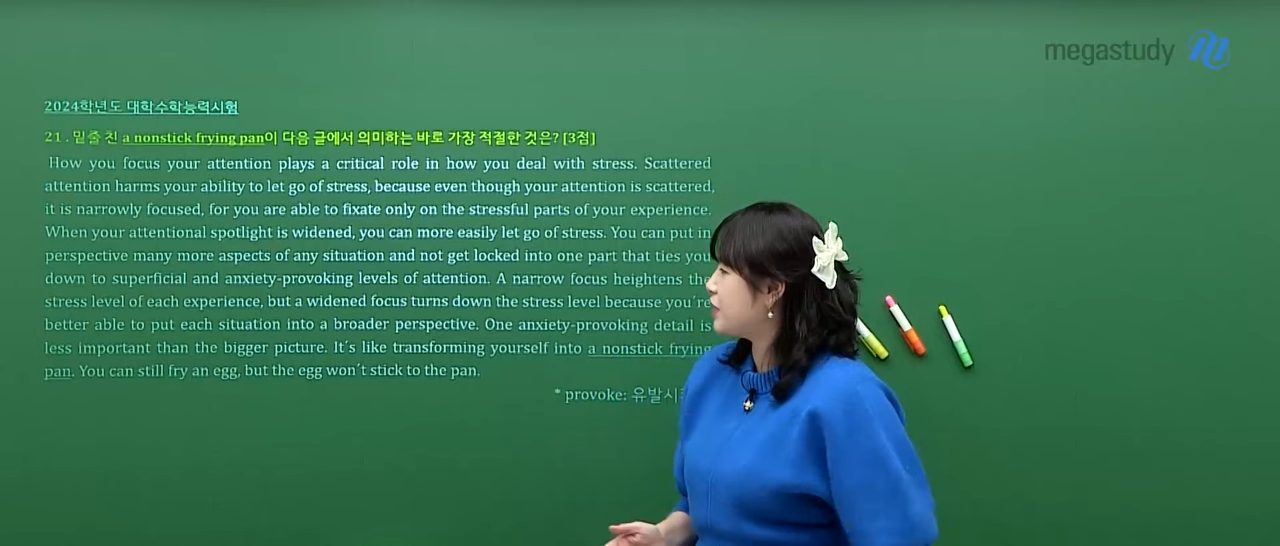 megastudy
2024학년도 대학수학능력시험
21 . 밑줄 친 a nonstick frying pan이 다음 글에서 의미하는 바로 가장 적절한 것은? [3점]
How you focus your attention plays a critical role in how you deal with stress. Scattered
attention harms your ability to let go of stress, because even though your attention is scattered,
it is narrowly focused, for you are able to fixate only on the stressful parts of your experience.
When your attentional spotlight is widened, you can more easily let go of stress. You can put in
perspective many more aspects of any situation and not get locked into one part that ties you
down to superficial and anxiety-provoking levels of attention. A narrow focus heightens the
stress level of each experience, but a widened focus turns down the stress level because you're
better able to put each situation into a broader perspective. One anxiety-provoking detail is
less important than the bigger picture. It's like transforming yourself into a nonstick frying
pan. You can still fry an egg, but the egg won't stick to the pan.
* provoke: 유발시